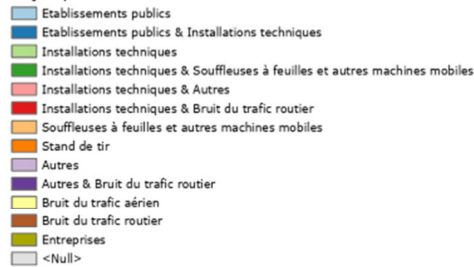 Etablissements publics
Etablissements publics & Installations techniques
Installations techniques
Installations techniques & Souffleuses à feuilles et autres machines mobiles
Installations techniques & Autres
Installations techniques & Bruit du trafic routier
Souffleuses à feuilles et autres machines mobiles
Stand de tir
Autres
Autres & Bruit du trafic routier
Bruit du trafic aérien
Bruit du trafic routier
Entreprises
<Null>